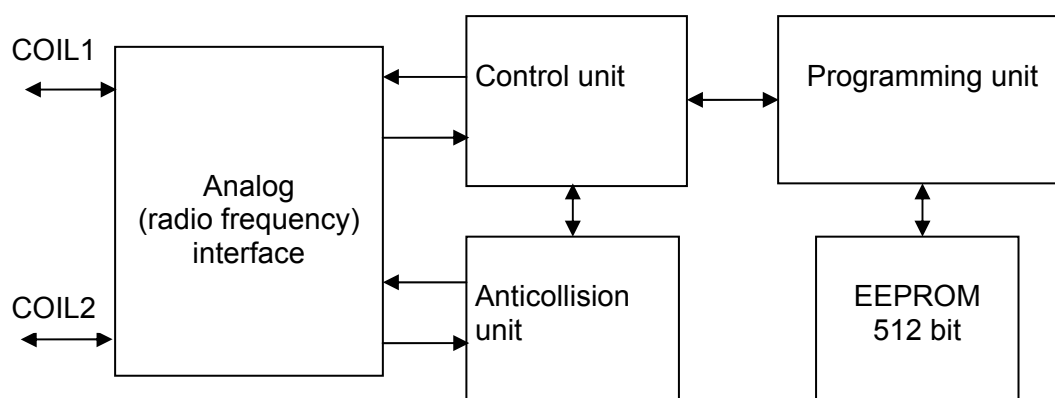 COIL1
COIL2
Analog
(radio frequency)
interface
Control unit
Anticollision
unit
Programming unit
EEPROM
512 bit